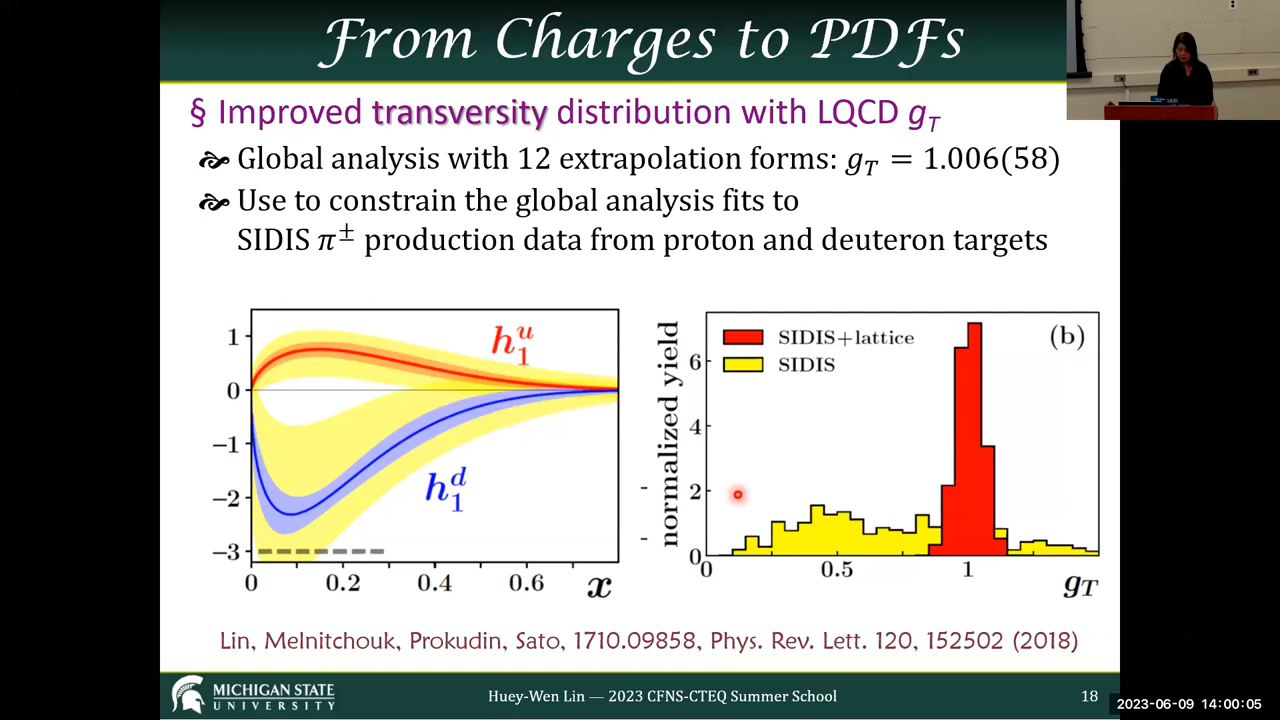 From Charges to PDFs
§ Improved transversity distribution with LQCD g_T
Global analysis with 12 extrapolation forms: g_T = 1.006(58)
Use to constrain the global analysis fits to
SIDIS π± production data from proton and deuteron targets
1
0
−1
−2
−3
h₁ᵘ
h₁ᵈ
0
0.2
0.4
0.6
x
normalized yield
6
4
2
0
SIDIS+lattice
SIDIS
(b)
0
0.5
1
g_T
Lin, Melnitchouk, Prokudin, Sato, 1710.09858, Phys. Rev. Lett. 120, 152502 (2018)
MICHIGAN STATE
UNIVERSITY
Huey-Wen Lin — 2023 CFNS-CTEQ Summer School
18
2023-06-09 14:00:05